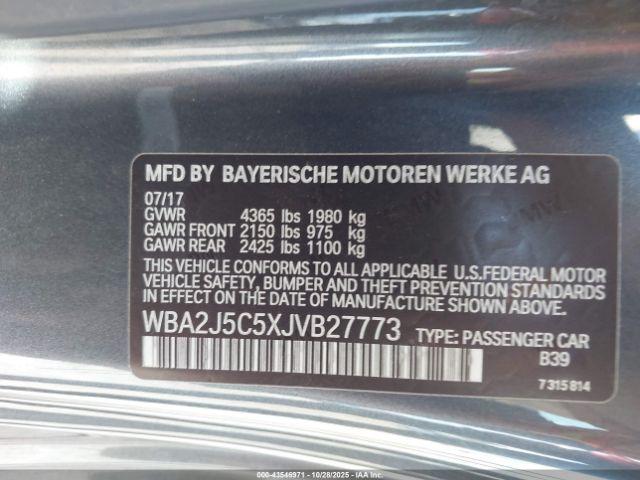 MFD BY BAYERISCHE MOTOREN WERKE AG
07/17
GVWR 4365 lbs 1980 kg
GAWR FRONT 2150 lbs 975 kg
GAWR REAR 2425 lbs 1100 kg
THIS VEHICLE CONFORMS TO ALL APPLICABLE U.S.FEDERAL MOTOR
VEHICLE SAFETY, BUMPER AND THEFT PREVENTION STANDARDS
IN EFFECT ON THE DATE OF MANUFACTURE SHOWN ABOVE.
WBA2J5C5XJVB27773 TYPE: PASSENGER CAR
B39
7 315 814
000-43546971 | 10/28/2025 | IAA, Inc.